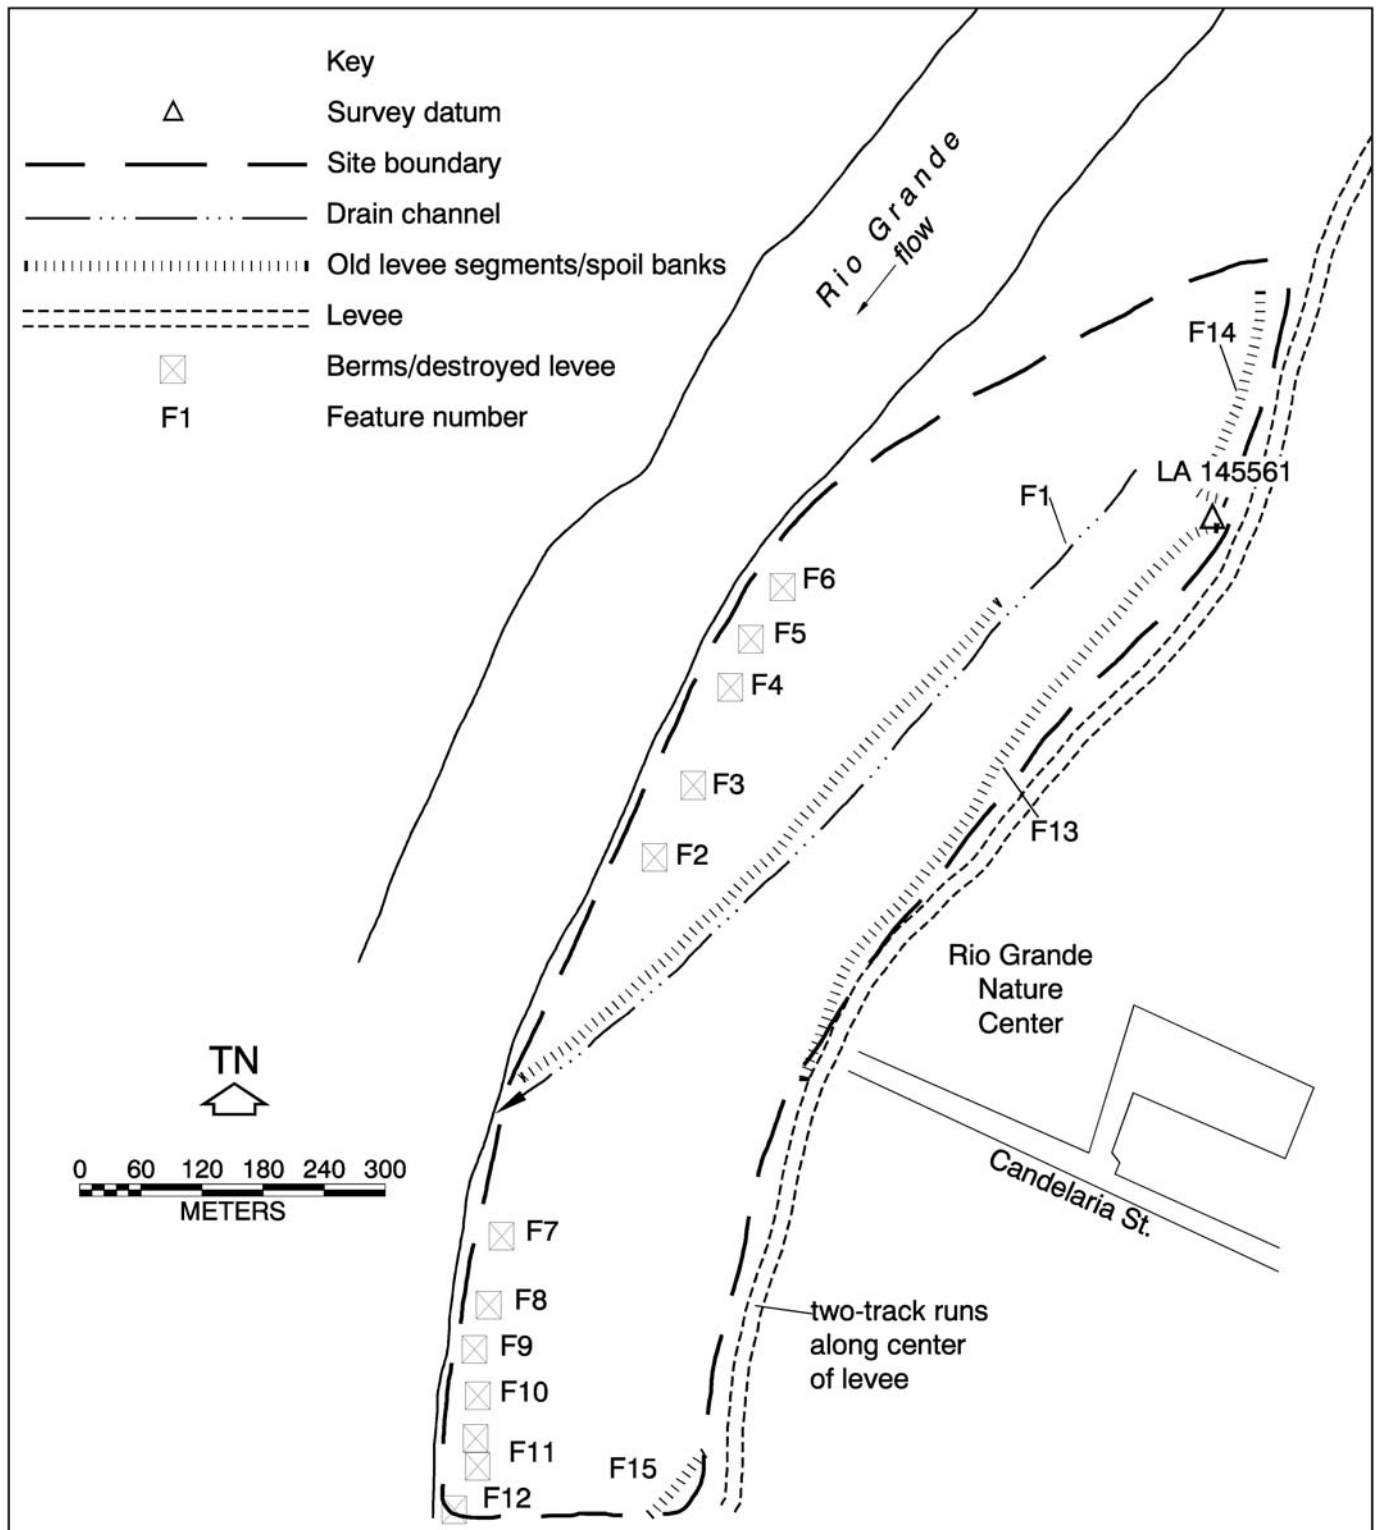 Key
Survey datum
Site boundary
Drain channel
Old levee segments/spoil banks
Levee
Berms/destroyed levee
F1
Feature number
Rio Grande
flow
F14
LA 145561
F1
F6
F5
F4
F3
F2
F13
Rio Grande
Nature
Center
TN
0 60 120 180 240 300
METERS
Candelaria St.
F7
F8
F9
F10
F11
F12
F15
two-track runs
along center
of levee